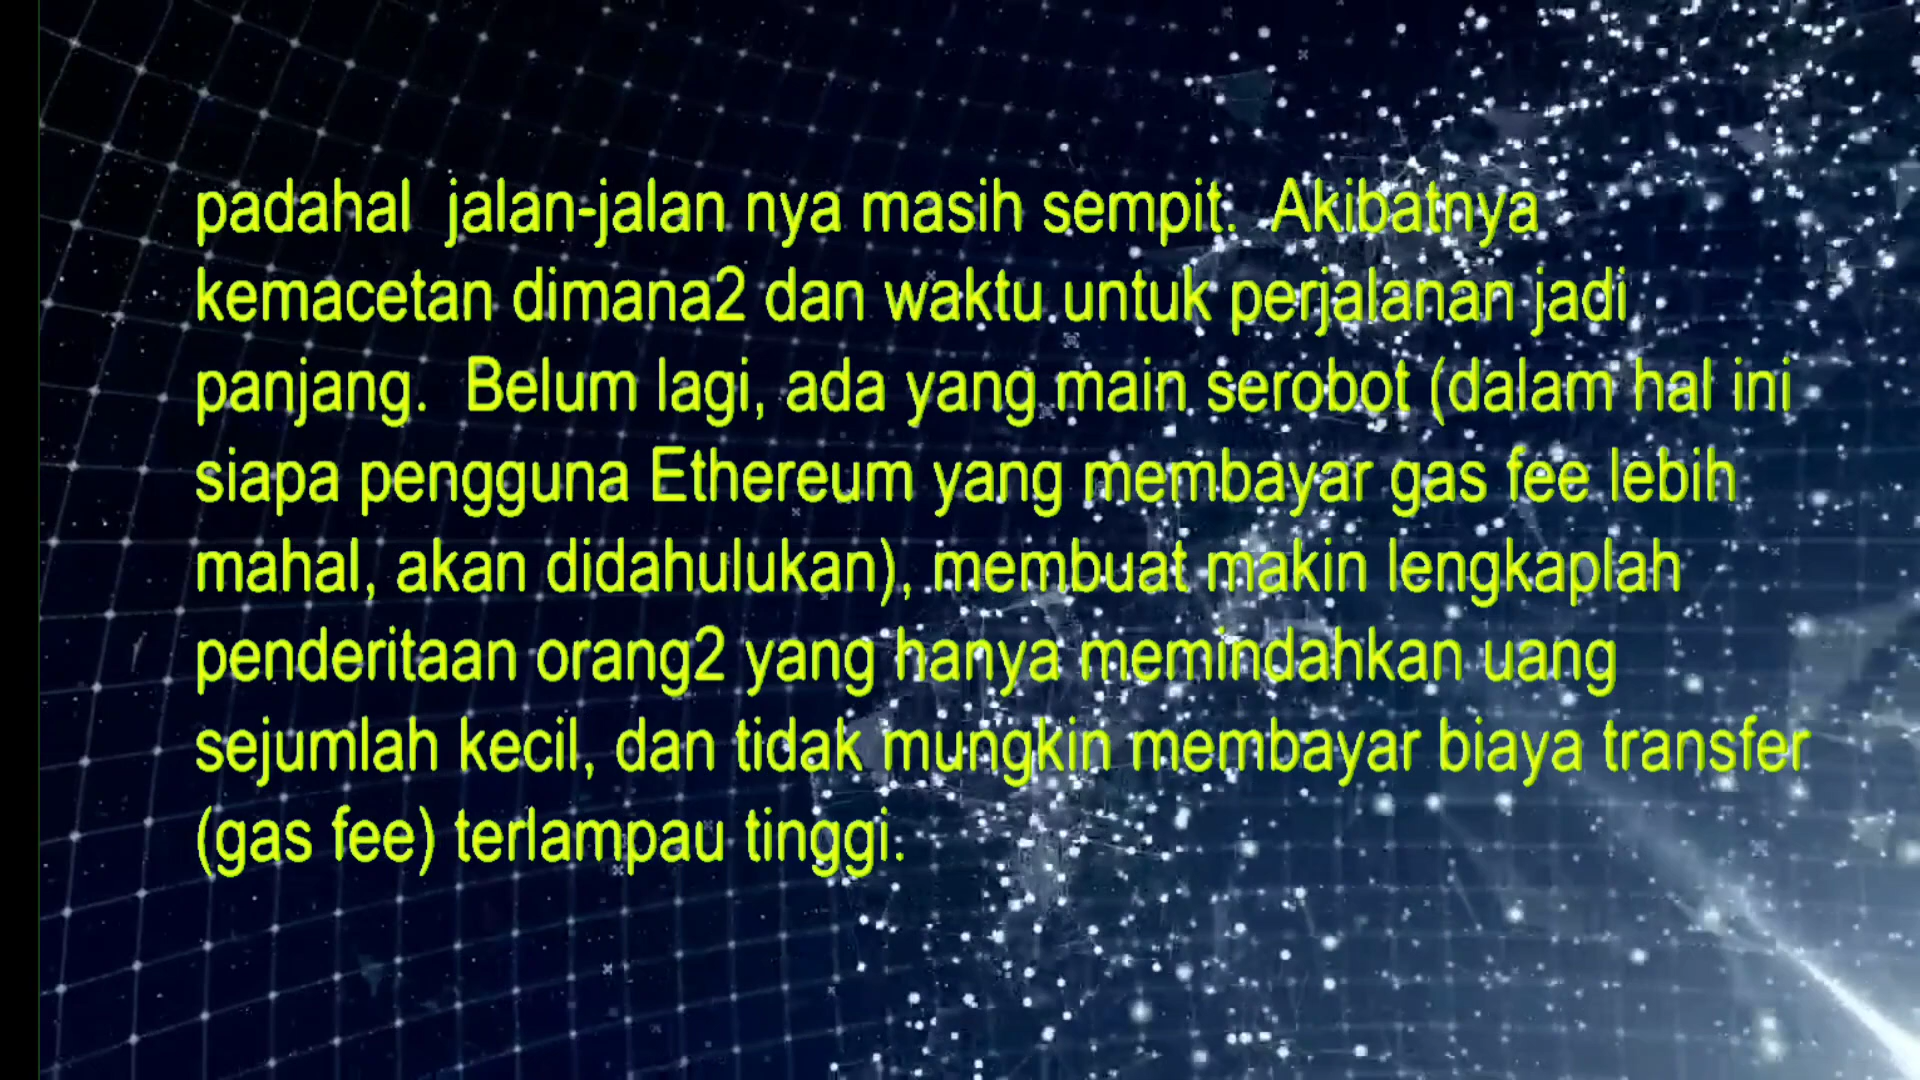 padahal  jalan-jalan nya masih sempit.  Akibatnya
kemacetan dimana2 dan waktu untuk perjalanan jadi
panjang.  Belum lagi, ada yang main serobot (dalam hal ini
siapa pengguna Ethereum yang membayar gas fee lebih
mahal, akan didahulukan), membuat makin lengkaplah
penderitaan orang2 yang hanya memindahkan uang
sejumlah kecil, dan tidak mungkin membayar biaya transfer
(gas fee) terlampau tinggi.